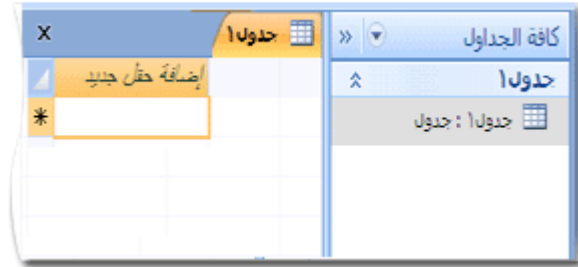 كافة الجداول
جدول١
جدول١ : جدول
جدول١
إضافة حقل جديد